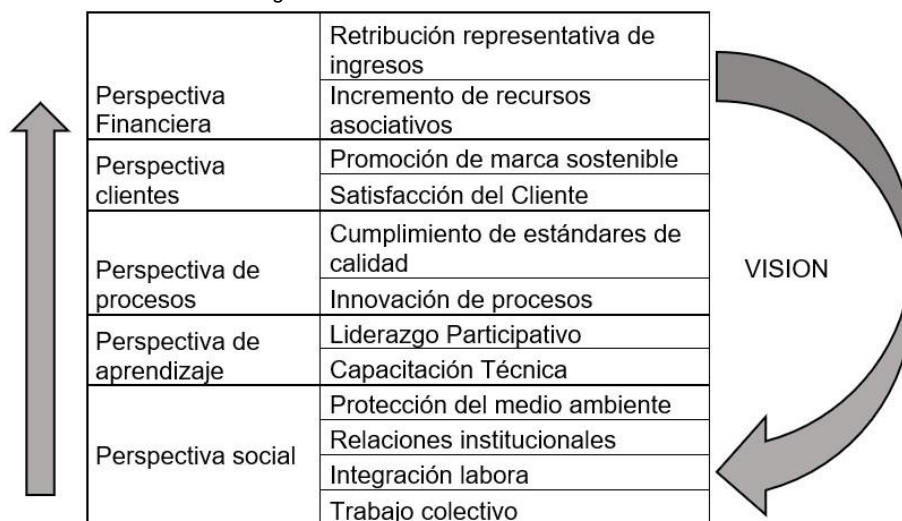 Retribución representativa de
ingresos
Perspectiva
Financiera
Incremento de recursos
asociativos
Perspectiva
clientes
Promoción de marca sostenible
Satisfacción del Cliente
Perspectiva de
procesos
Cumplimiento de estándares de
calidad
Innovación de procesos
Perspectiva de
aprendizaje
Liderazgo Participativo
Capacitación Técnica
Perspectiva social
Protección del medio ambiente
Relaciones institucionales
Integración labora
Trabajo colectivo
VISION